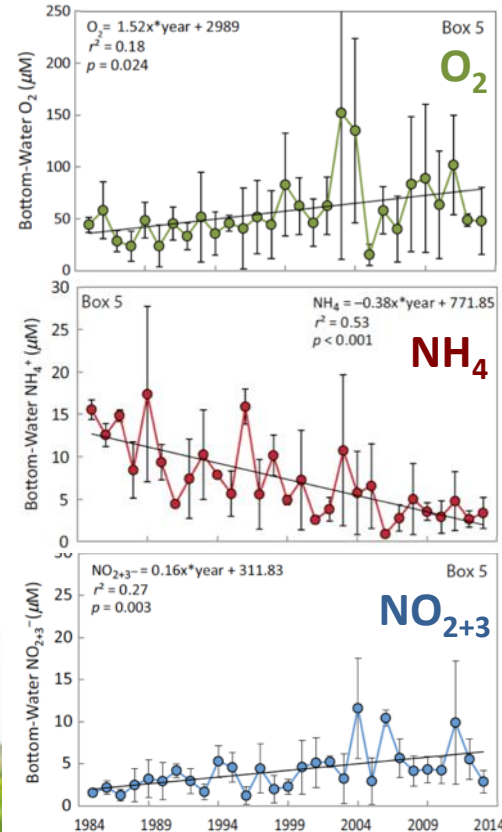 O₂= 1.52x*year + 2989
r² = 0.18
p = 0.024
Box 5
O₂
Bottom-Water O₂ (µM)
250
200
150
100
50
0
Box 5
NH₄ = –0.38x*year + 771.85
r² = 0.53
p < 0.001
NH₄
Bottom-Water NH₄⁺ (µM)
30
25
20
15
10
5
0
NO₂₊₃⁻= 0.16x*year + 311.83
r² = 0.27
p = 0.003
Box 5
NO₂₊₃
Bottom-Water NO₂₊₃⁻(µM)
30
25
20
15
10
5
0
1984 1989 1994 1999 2004 2009 2014